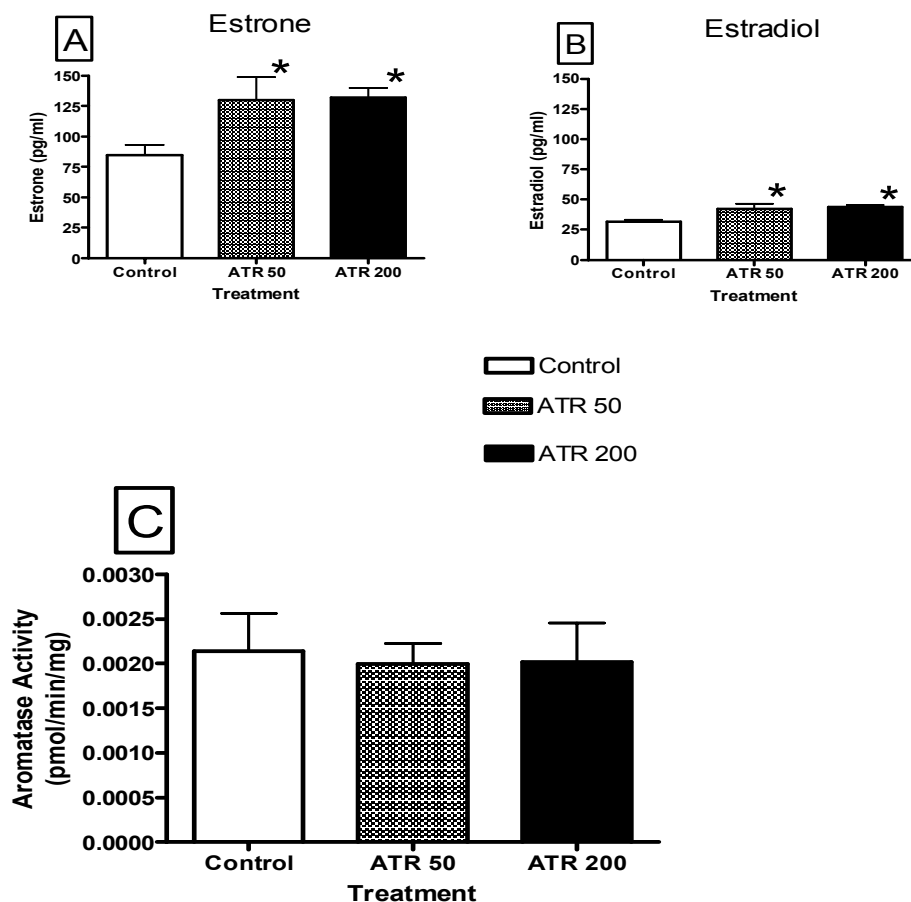 A
Estrone
150
*
*
125
100
75
50
25
0
Estrone (pg/ml)
Control
ATR 50
ATR 200
Treatment
B
Estradiol
150
125
100
75
50
25
0
*
*
Estradiol (pg/ml)
Control
ATR 50
ATR 200
Treatment
Control
ATR 50
ATR 200
C
0.0030
0.0025
0.0020
0.0015
0.0010
0.0005
0.0000
Aromatase Activity
(pmol/min/mg)
Control
ATR 50
ATR 200
Treatment